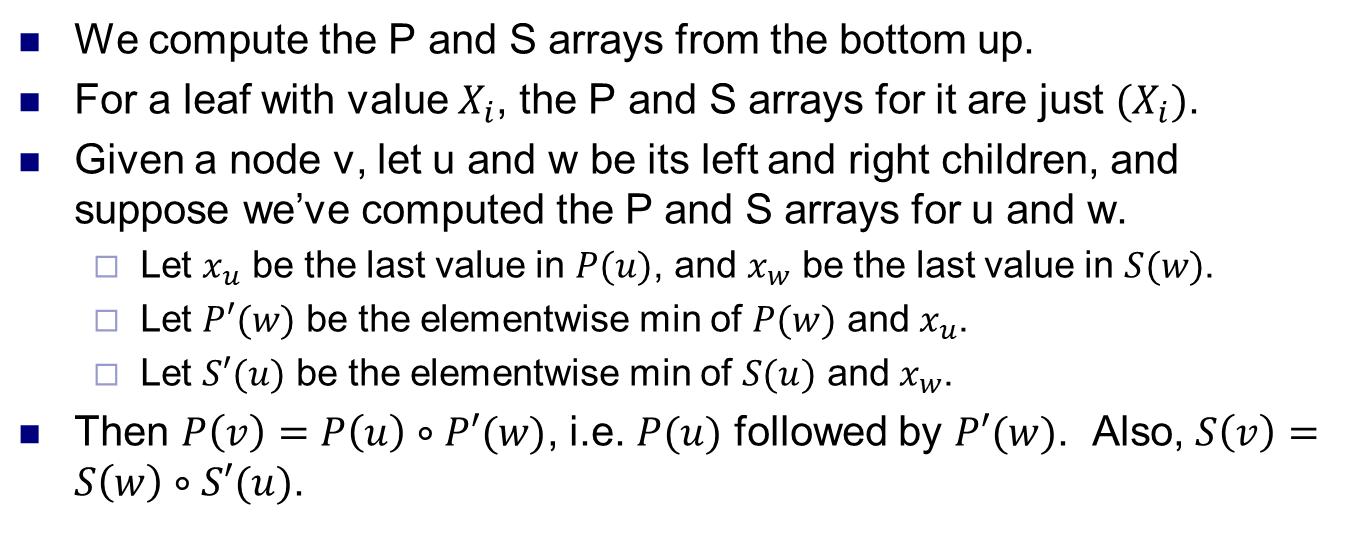 We compute the P and S arrays from the bottom up.
For a leaf with value Xᵢ, the P and S arrays for it are just (Xᵢ).
Given a node v, let u and w be its left and right children, and
suppose we’ve computed the P and S arrays for u and w.
Let x_u be the last value in P(u), and x_w be the last value in S(w).
Let P′(w) be the elementwise min of P(w) and x_u.
Let S′(u) be the elementwise min of S(u) and x_w.
Then P(v) = P(u) ∘ P′(w), i.e. P(u) followed by P′(w). Also, S(v) =
S(w) ∘ S′(u).